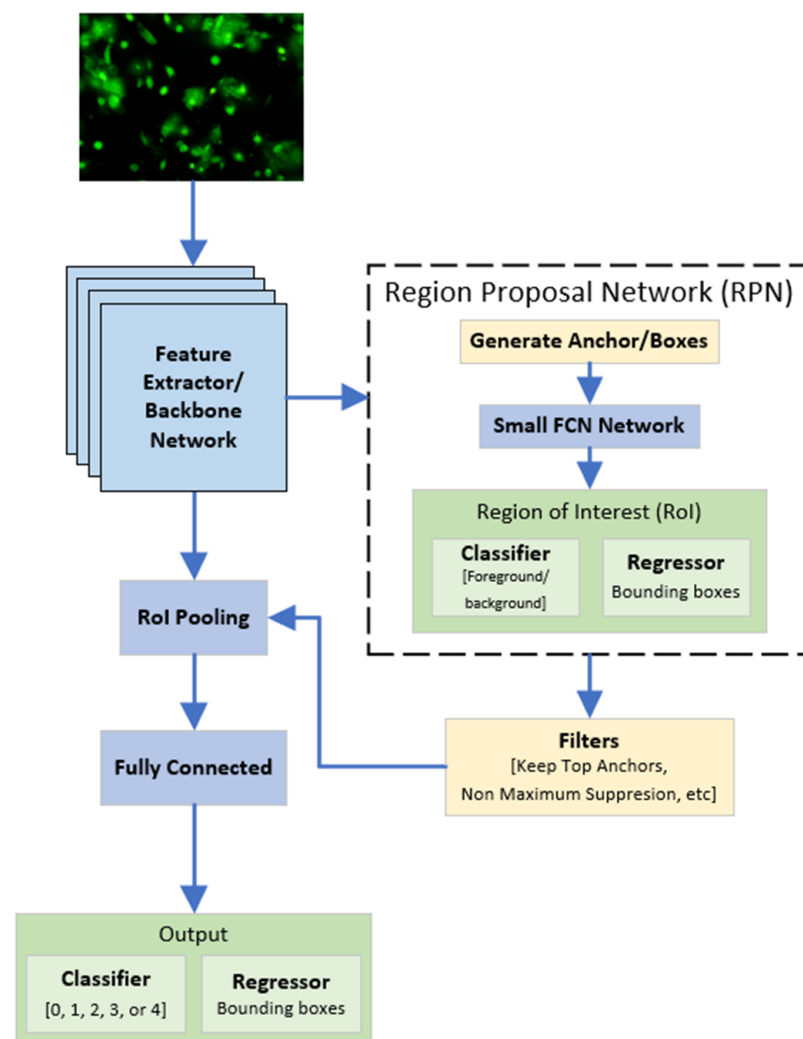 Feature
Extractor/
Backbone
Network
Region Proposal Network (RPN)
Generate Anchor/Boxes
Small FCN Network
Region of Interest (RoI)
Classifier
[Foreground/
background]
Regressor
Bounding boxes
RoI Pooling
Fully Connected
Filters
[Keep Top Anchors,
Non Maximum Suppresion, etc]
Output
Classifier
[0, 1, 2, 3, or 4]
Regressor
Bounding boxes